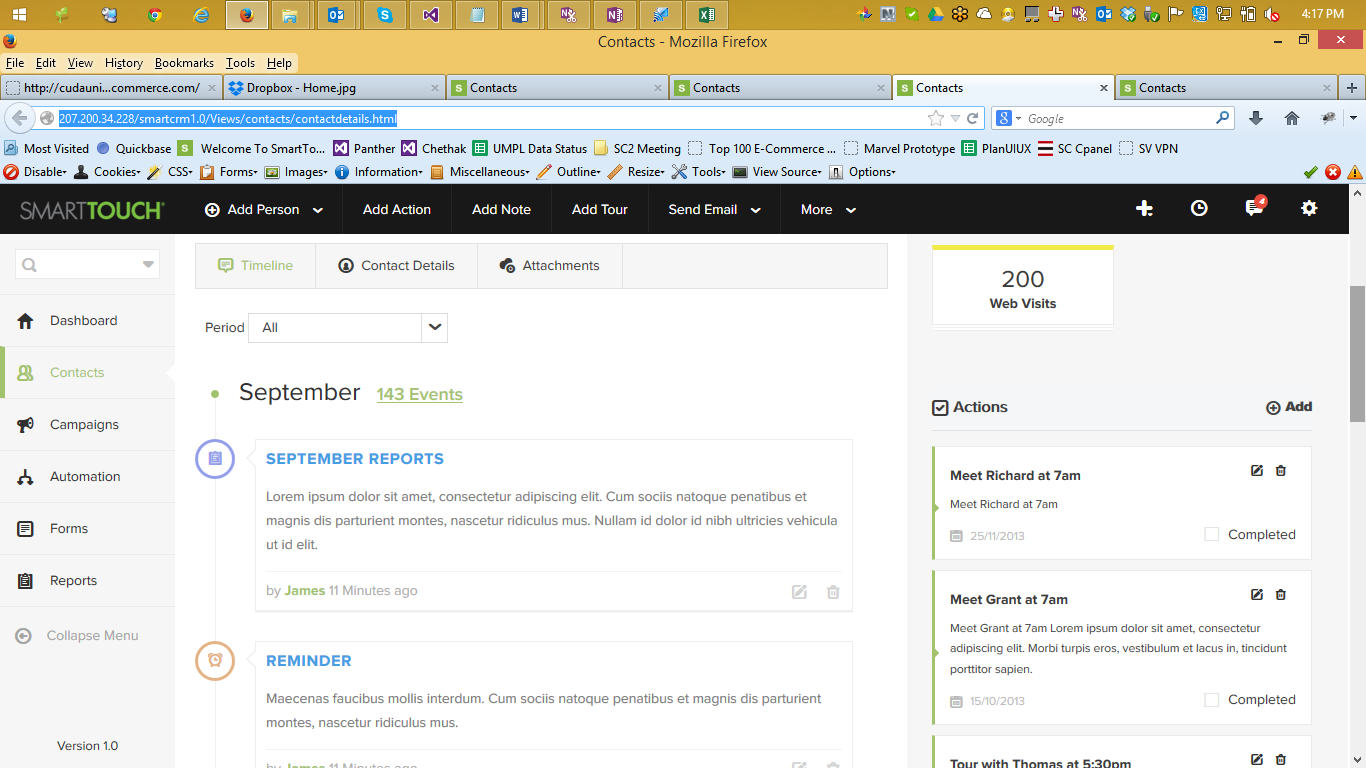 4:17 PM
Contacts - Mozilla Firefox
File Edit View History Bookmarks Tools Help
http://cudauni...commerce.com/ Dropbox - Home.jpg Contacts Contacts Contacts Contacts
207.200.34.228/smartcrm1.0/Views/contacts/contactdetails.html Google
Most Visited Quickbase Welcome To SmartTo... Panther Chethak UMPL Data Status SC2 Meeting Top 100 E-Commerce ... Marvel Prototype PlanUIUX SC Cpanel SV VPN
Disable Cookies CSS Forms Images Information Miscellaneous Outline Resize Tools View Source Options
SMARTTOUCH Add Person Add Action Add Note Add Tour Send Email More 4
Timeline Contact Details Attachments
Period All
September 143 Events
SEPTEMBER REPORTS
Lorem ipsum dolor sit amet, consectetur adipiscing elit. Cum sociis natoque penatibus et
magnis dis parturient montes, nascetur ridiculus mus. Nullam id dolor id nibh ultricies vehicula
ut id elit.
by James 11 Minutes ago
REMINDER
Maecenas faucibus mollis interdum. Cum sociis natoque penatibus et magnis dis parturient
montes, nascetur ridiculus mus.
by James 11 Minutes ago
Dashboard
Contacts
Campaigns
Automation
Forms
Reports
Collapse Menu
Version 1.0
200
Web Visits
Actions Add
Meet Richard at 7am
Meet Richard at 7am
25/11/2013 Completed
Meet Grant at 7am
Meet Grant at 7am Lorem ipsum dolor sit amet, consectetur
adipiscing elit. Morbi turpis eros, vestibulum et lacus in, tincidunt
porttitor sapien.
15/10/2013 Completed
Tour with Thomas at 5:30pm